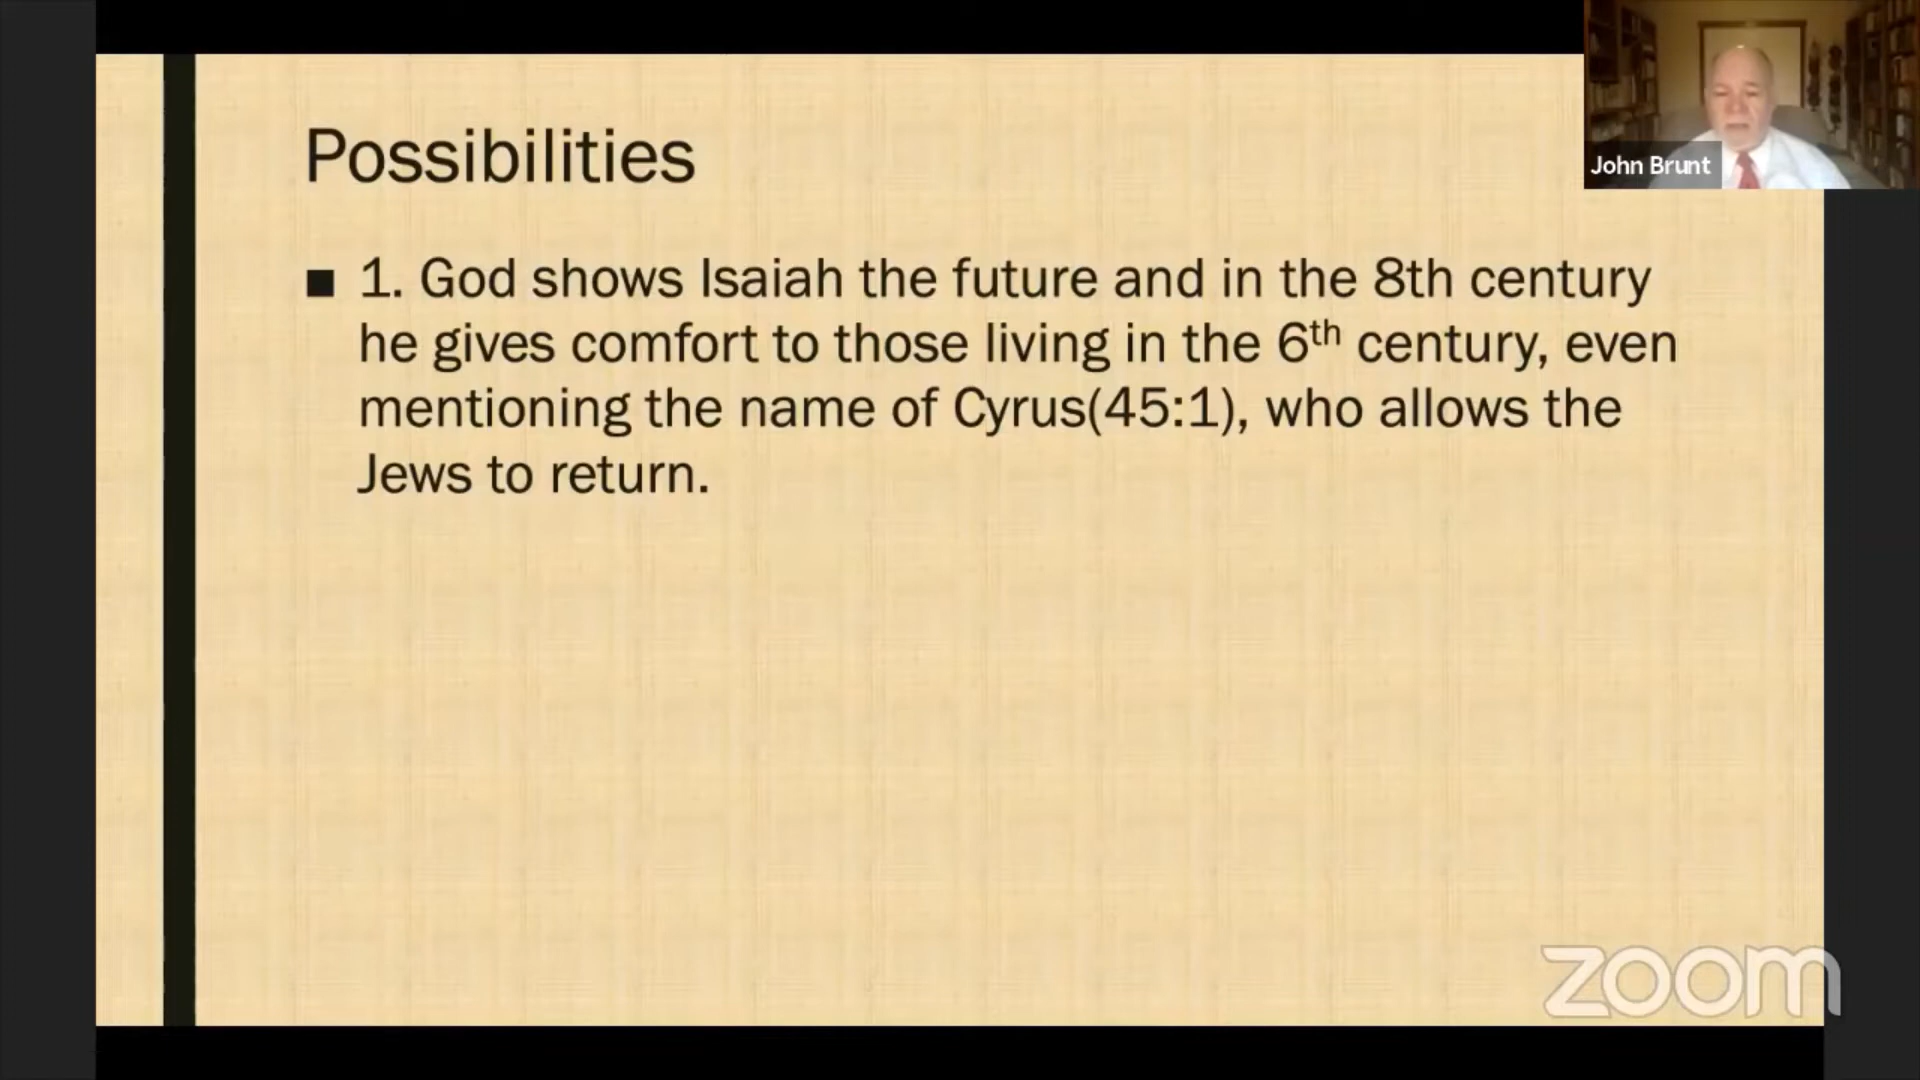 John Brunt
Possibilities
■ 1. God shows Isaiah the future and in the 8th century
he gives comfort to those living in the 6th century, even
mentioning the name of Cyrus(45:1), who allows the
Jews to return.
zoom